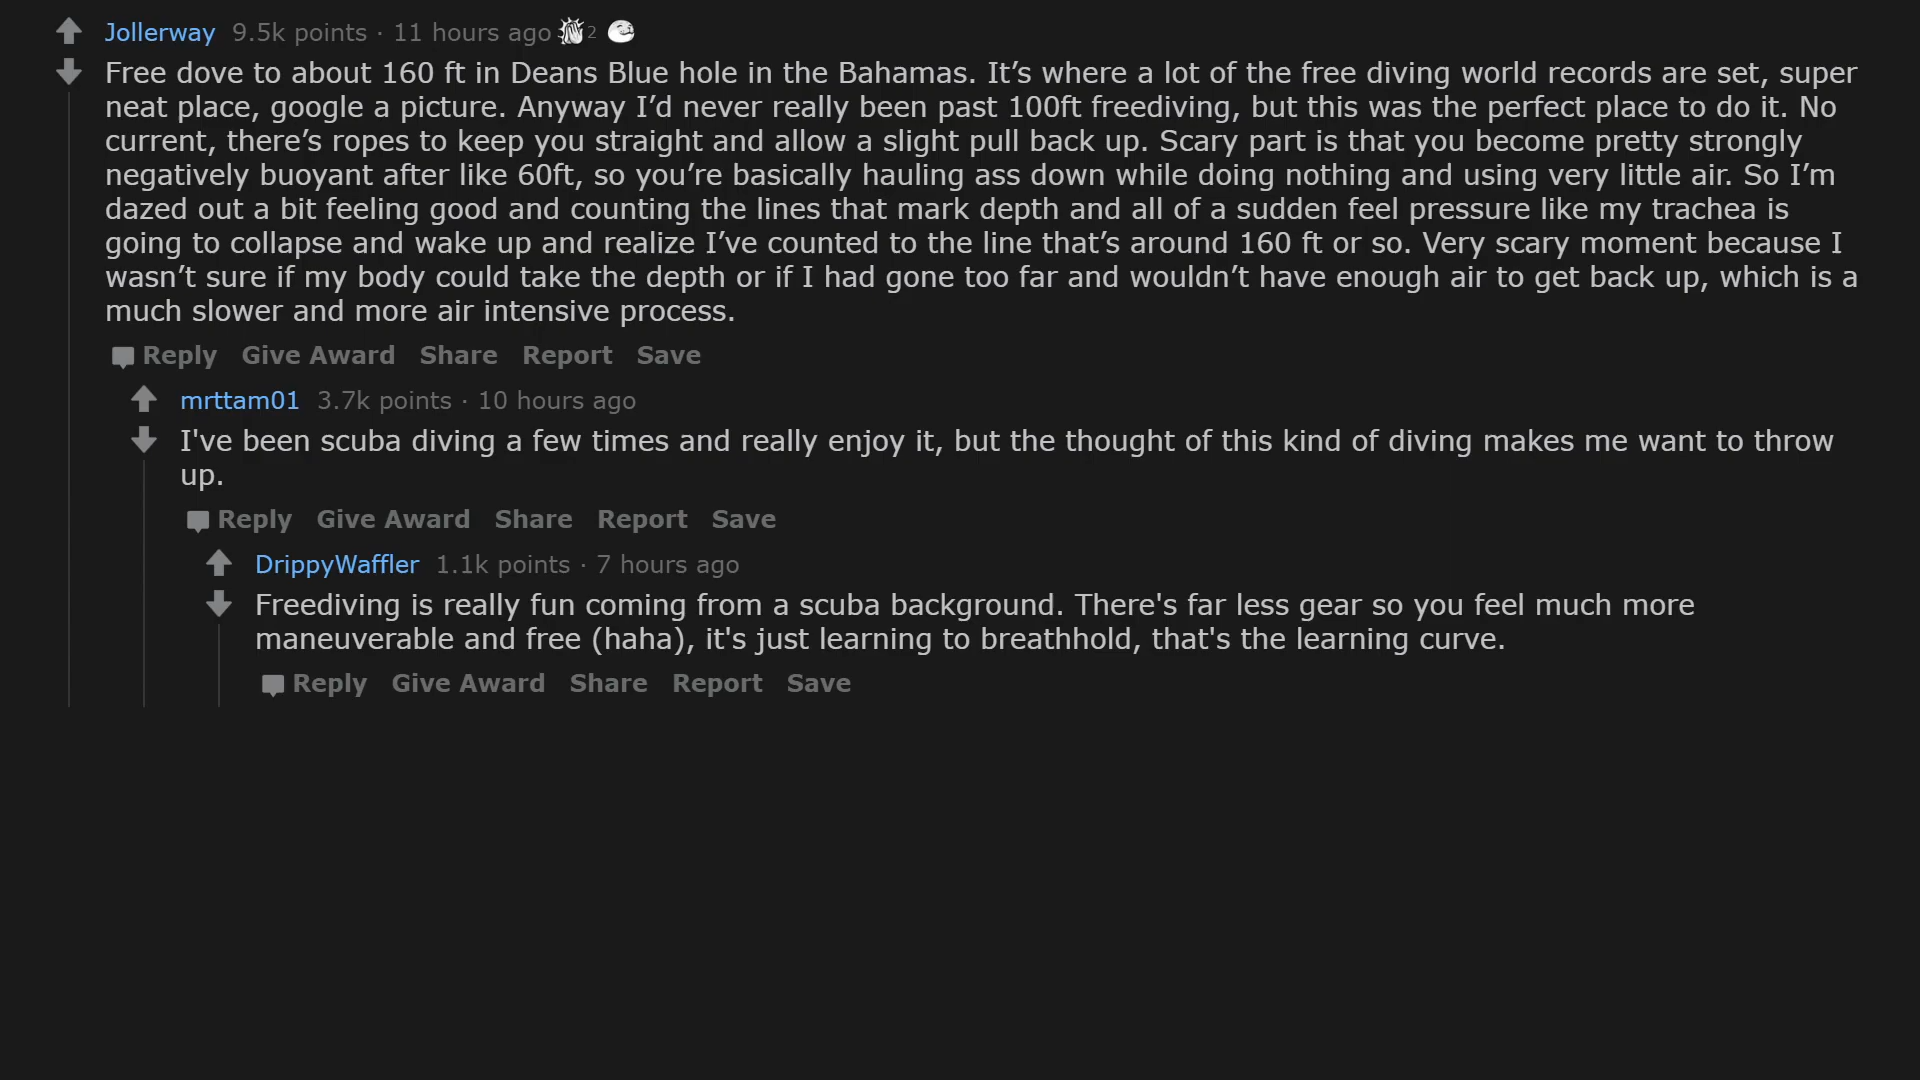 Jollerway 9.5k points · 11 hours ago 2
Free dove to about 160 ft in Deans Blue hole in the Bahamas. It’s where a lot of the free diving world records are set, super
neat place, google a picture. Anyway I’d never really been past 100ft freediving, but this was the perfect place to do it. No
current, there’s ropes to keep you straight and allow a slight pull back up. Scary part is that you become pretty strongly
negatively buoyant after like 60ft, so you’re basically hauling ass down while doing nothing and using very little air. So I’m
dazed out a bit feeling good and counting the lines that mark depth and all of a sudden feel pressure like my trachea is
going to collapse and wake up and realize I’ve counted to the line that’s around 160 ft or so. Very scary moment because I
wasn’t sure if my body could take the depth or if I had gone too far and wouldn’t have enough air to get back up, which is a
much slower and more air intensive process.
Reply Give Award Share Report Save
mrttam01 3.7k points · 10 hours ago
I've been scuba diving a few times and really enjoy it, but the thought of this kind of diving makes me want to throw
up.
Reply Give Award Share Report Save
DrippyWaffler 1.1k points · 7 hours ago
Freediving is really fun coming from a scuba background. There's far less gear so you feel much more
maneuverable and free (haha), it's just learning to breathhold, that's the learning curve.
Reply Give Award Share Report Save